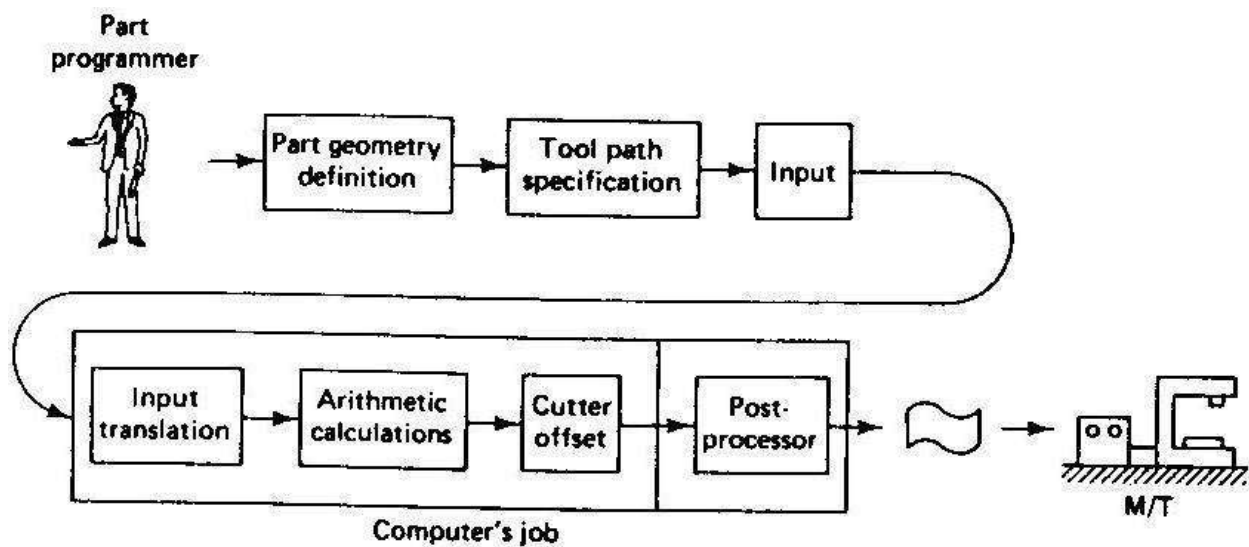 Part
programmer
Part geometry
definition
Tool path
specification
Input
Input
translation
Arithmetic
calculations
Cutter
offset
Post-
processor
Computer's job
M/T